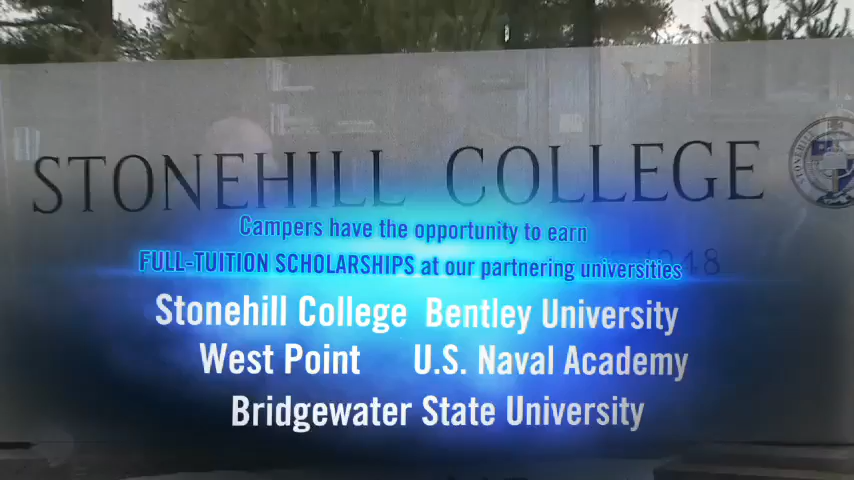 STONEHILL COLLEGE
Campers have the opportunity to earn
FULL-TUITION SCHOLARSHIPS at our partnering universities
Stonehill College Bentley University
West Point U.S. Naval Academy
Bridgewater State University